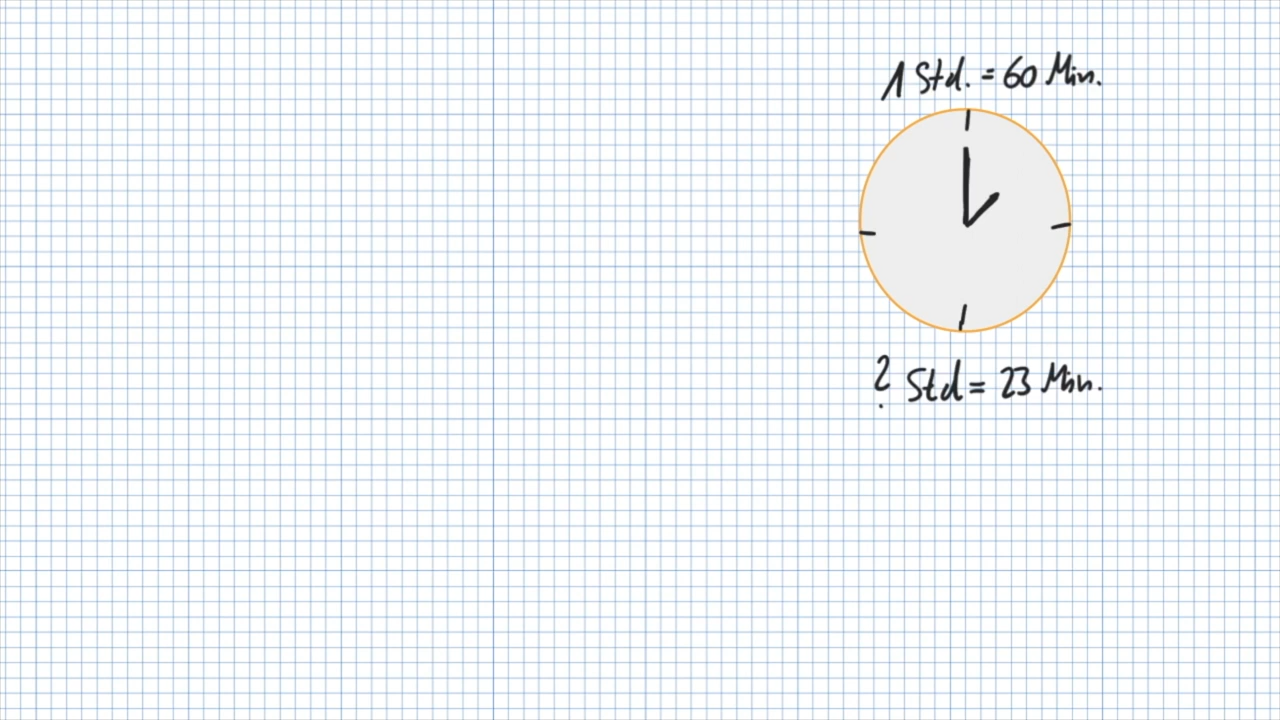 1 Std. = 60 Min.
? Std = 23 Min.